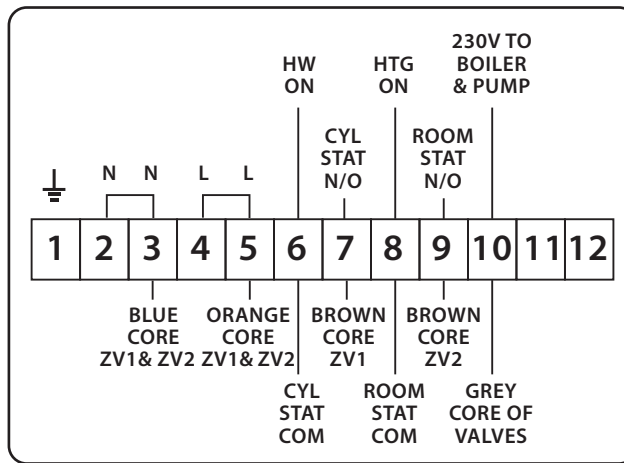 HW
ON
HTG
ON
230V TO
BOILER
& PUMP
CYL
STAT
N/O
ROOM
STAT
N/O
N N L L
1 2 3 4 5 6 7 8 9 10 11 12
BLUE
CORE
ZV1& ZV2
ORANGE
CORE
ZV1& ZV2
BROWN
CORE
ZV1
BROWN
CORE
ZV2
CYL
STAT
COM
ROOM
STAT
COM
GREY
CORE OF
VALVES